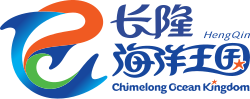 长隆
HengQin
海洋王国
Chimelong Ocean Kingdom